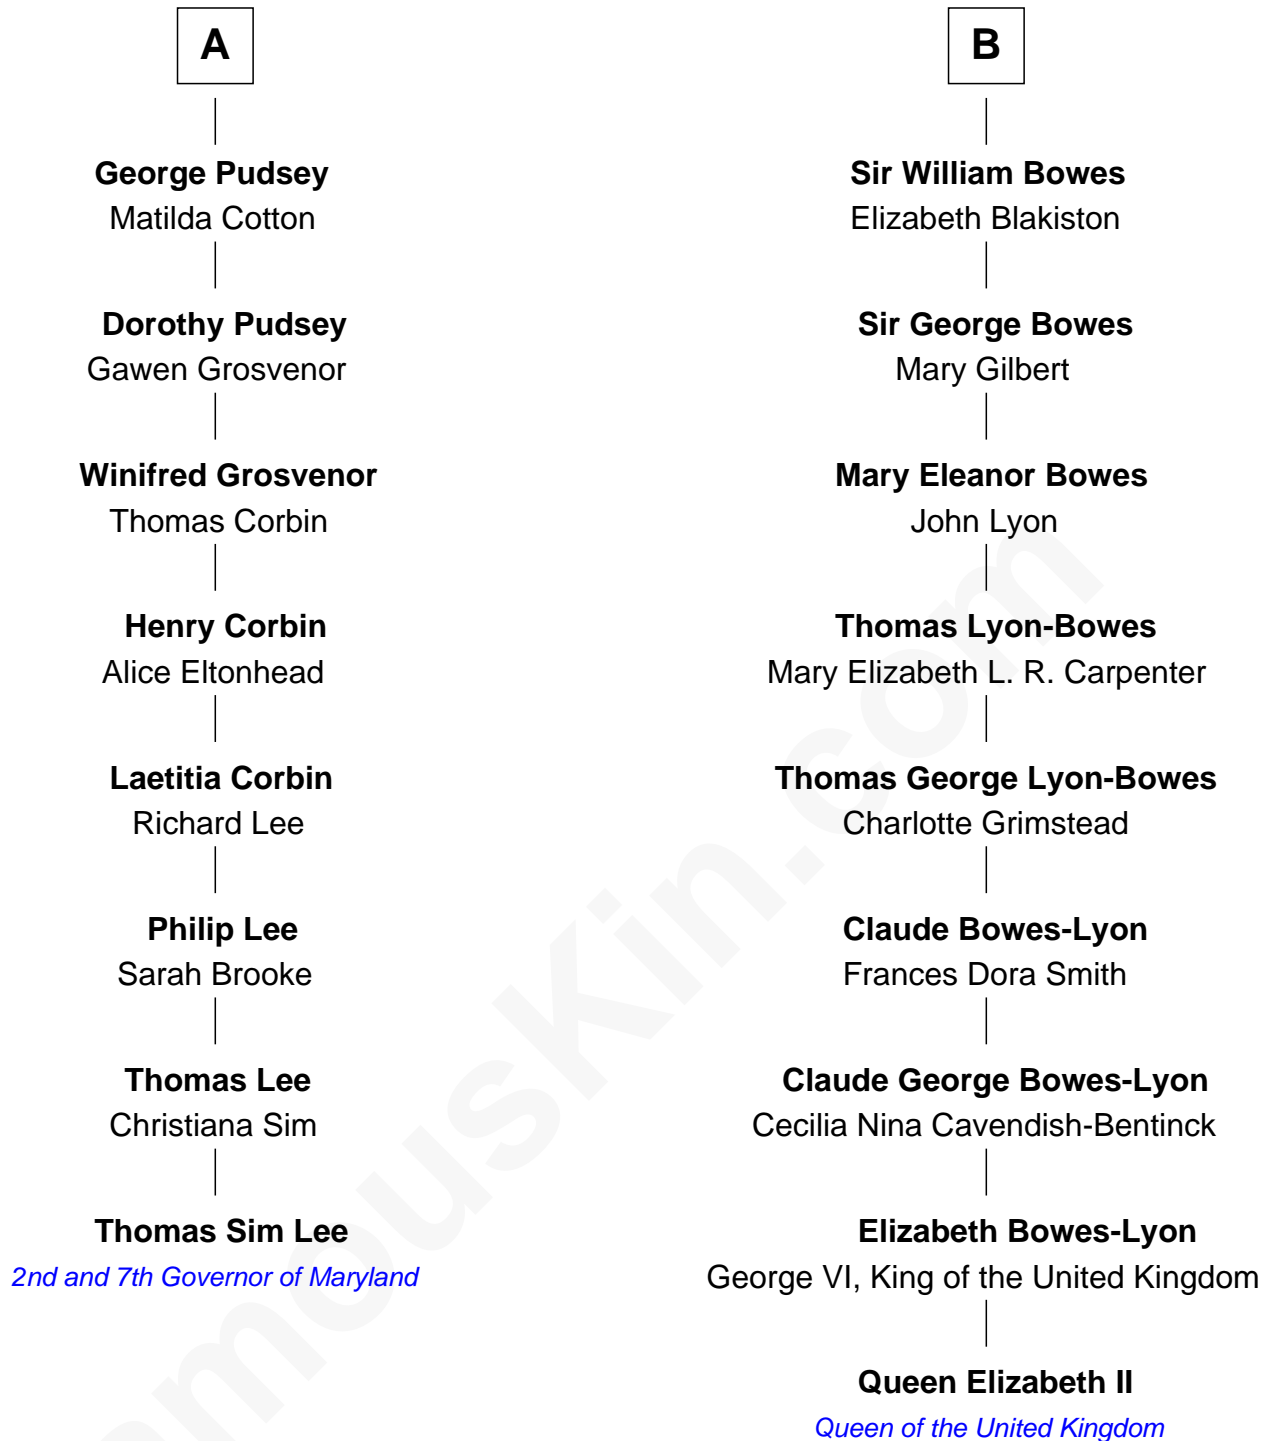 A
George Pudsey
Matilda Cotton
Dorothy Pudsey
Gawen Grosvenor
Winifred Grosvenor
Thomas Corbin
Henry Corbin
Alice Eltonhead
Laetitia Corbin
Richard Lee
Philip Lee
Sarah Brooke
Thomas Lee
Christiana Sim
Thomas Sim Lee
2nd and 7th Governor of Maryland
B
Sir William Bowes
Elizabeth Blakiston
Sir George Bowes
Mary Gilbert
Mary Eleanor Bowes
John Lyon
Thomas Lyon-Bowes
Mary Elizabeth L. R. Carpenter
Thomas George Lyon-Bowes
Charlotte Grimstead
Claude Bowes-Lyon
Frances Dora Smith
Claude George Bowes-Lyon
Cecilia Nina Cavendish-Bentinck
Elizabeth Bowes-Lyon
George VI, King of the United Kingdom
Queen Elizabeth II
Queen of the United Kingdom
amousKin.com